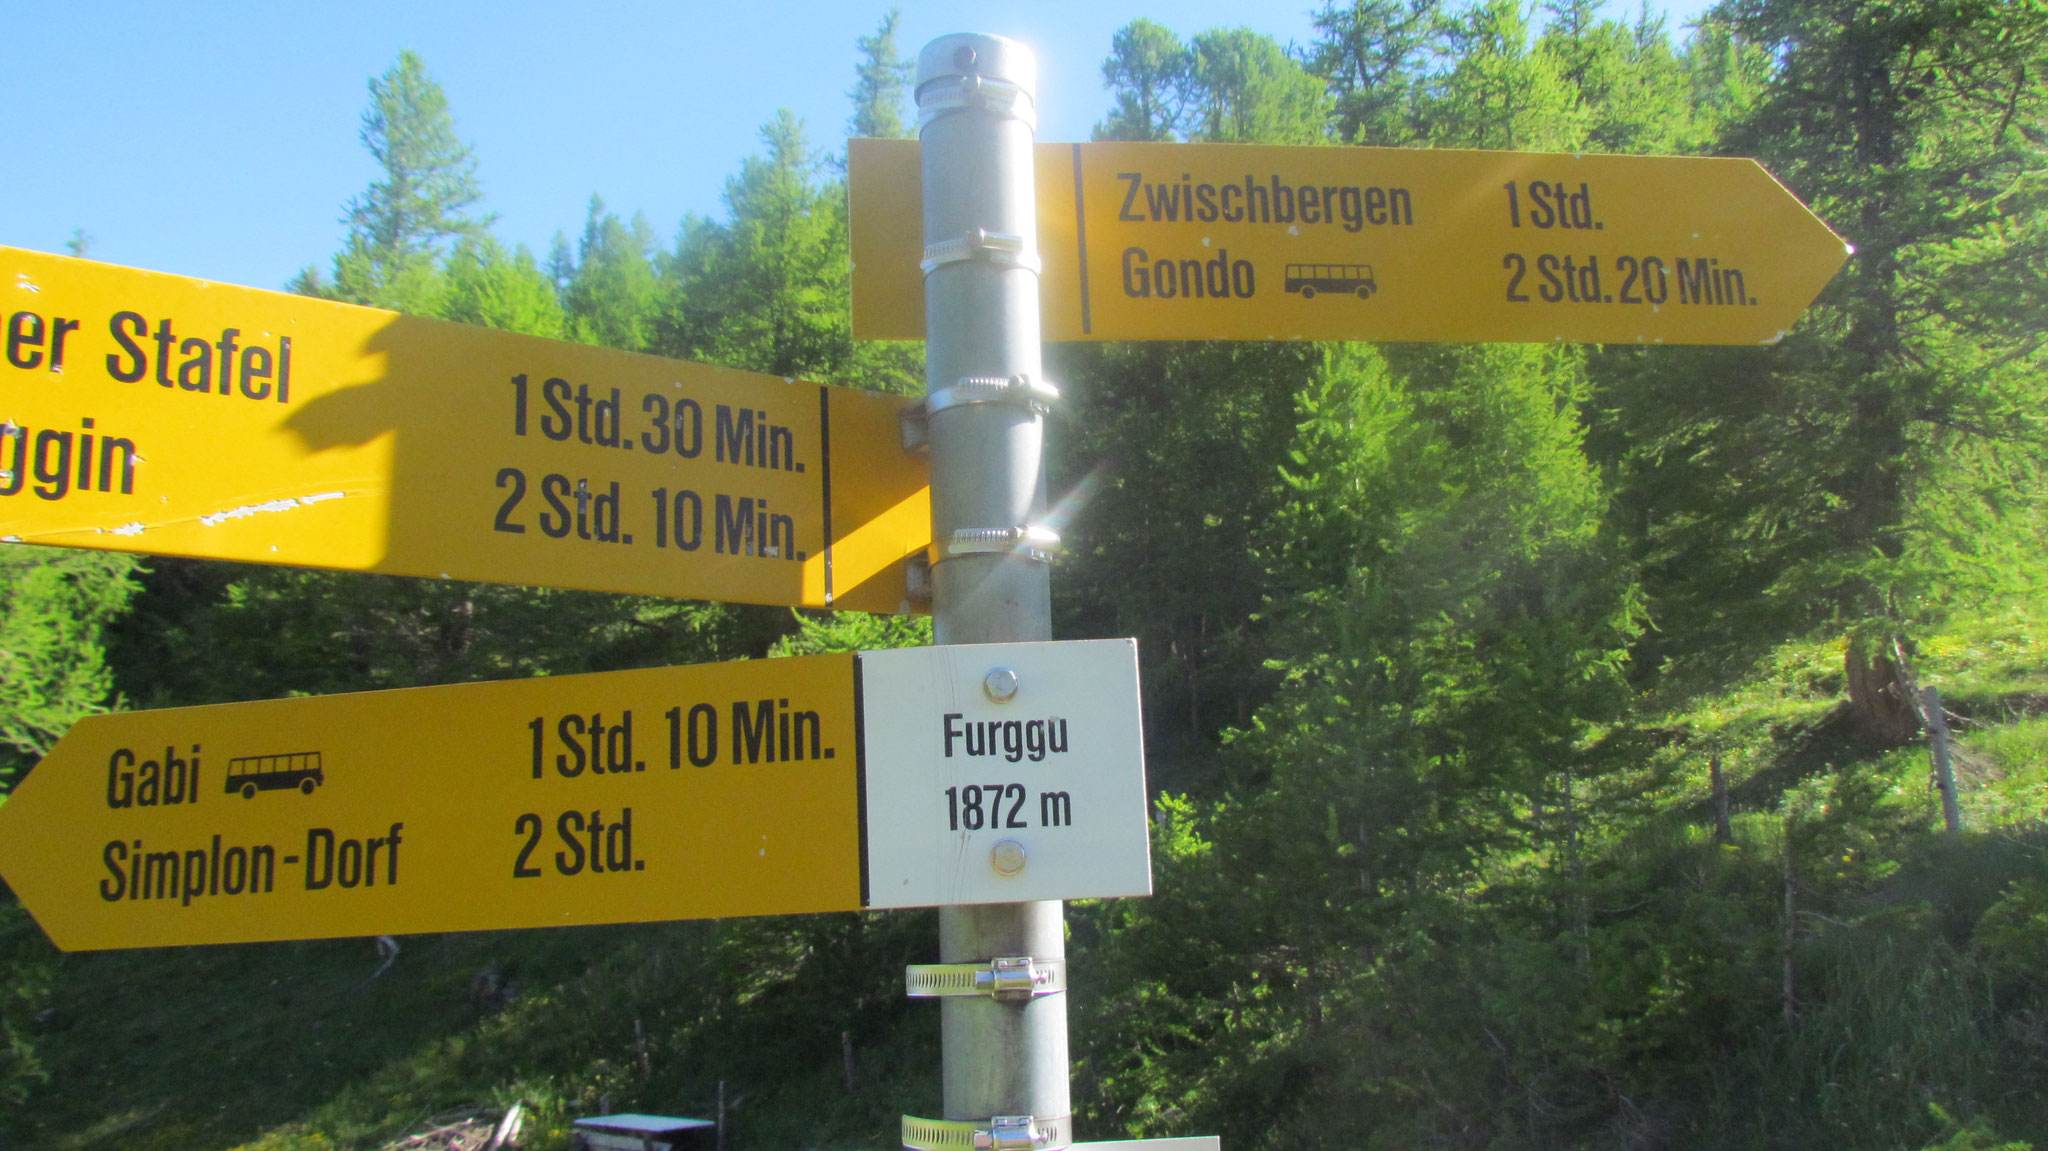 Zwischbergen 1 Std.
Gondo 2 Std. 20 Min.
er Stafel 1 Std. 30 Min.
ggin 2 Std. 10 Min.
Gabi 1 Std. 10 Min.
Simplon-Dorf 2 Std.
Furggu
1872 m